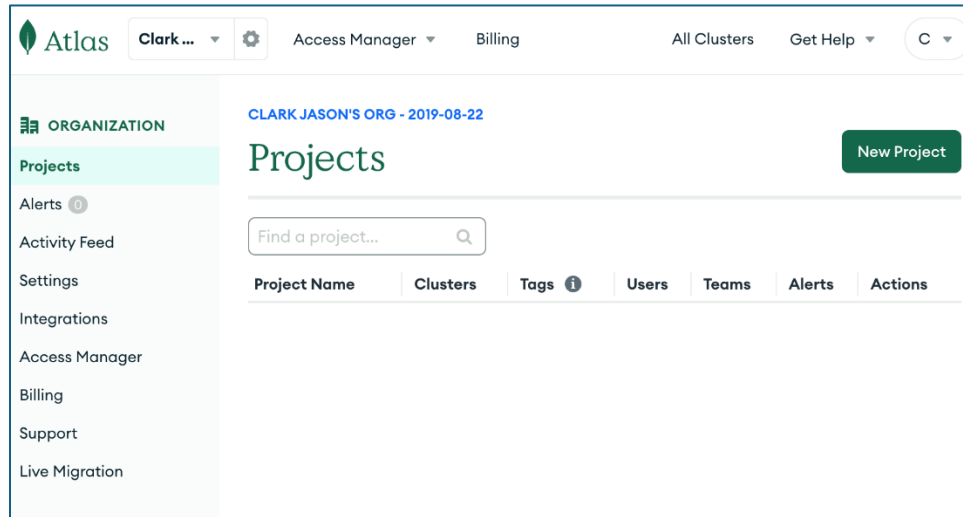 Atlas Clark ... Access Manager Billing All Clusters Get Help C
ORGANIZATION
Projects
Alerts 0
Activity Feed
Settings
Integrations
Access Manager
Billing
Support
Live Migration
CLARK JASON'S ORG - 2019-08-22
Projects
New Project
Find a project...
Project Name Clusters Tags i Users Teams Alerts Actions